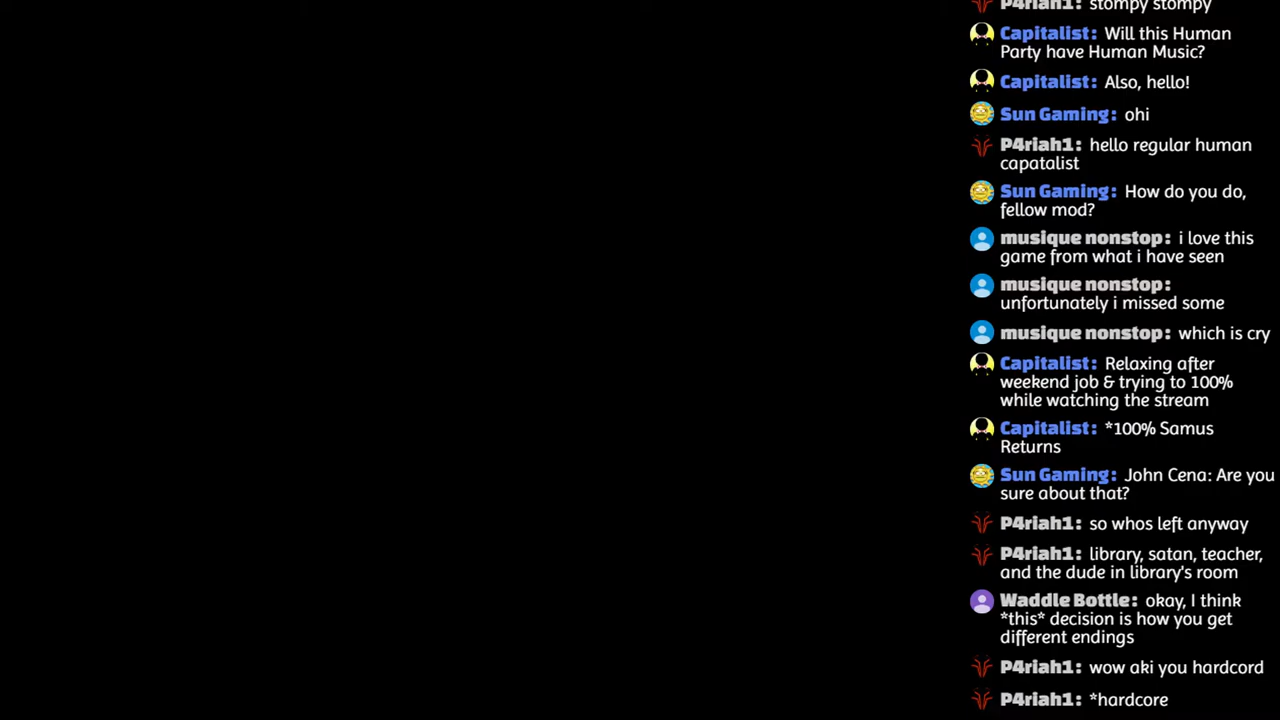 P4riah1: stompy stompy
Capitalist: Will this Human
Party have Human Music?
Capitalist: Also, hello!
Sun Gaming: ohi
P4riah1: hello regular human
capatalist
Sun Gaming: How do you do,
fellow mod?
musique nonstop: i love this
game from what i have seen
musique nonstop:
unfortunately i missed some
musique nonstop: which is cry
Capitalist: Relaxing after
weekend job & trying to 100%
while watching the stream
Capitalist: *100% Samus
Returns
Sun Gaming: John Cena: Are you
sure about that?
P4riah1: so whos left anyway
P4riah1: library, satan, teacher,
and the dude in library's room
Waddle Bottle: okay, I think
*this* decision is how you get
different endings
P4riah1: wow aki you hardcord
P4riah1: *hardcore